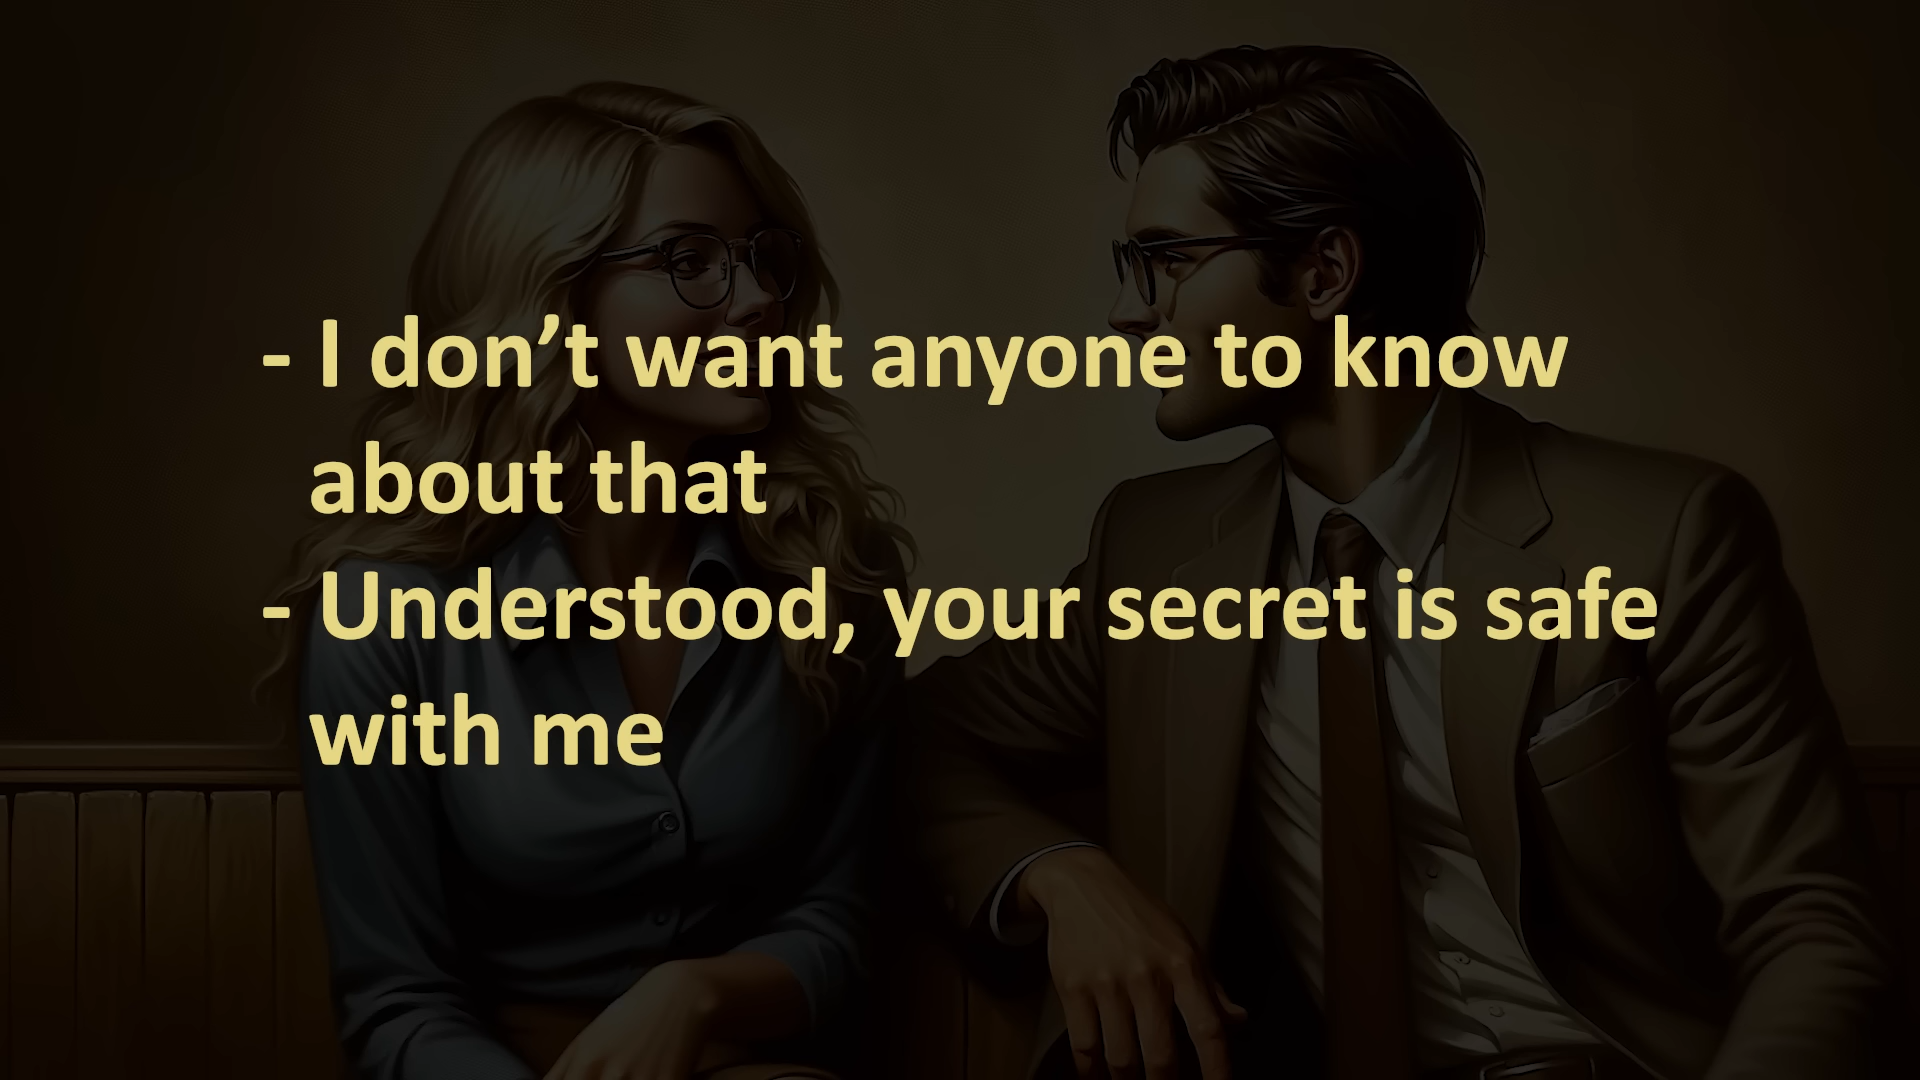 - I don’t want anyone to know
about that
- Understood, your secret is safe
with me